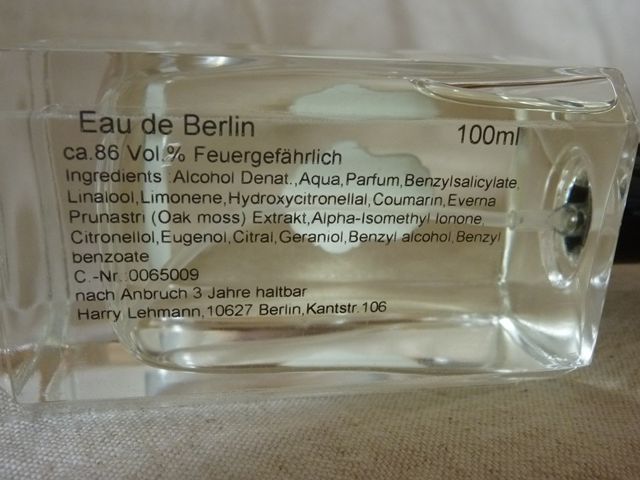 Eau de Berlin 100ml
ca.86 Vol.% Feuergefährlich
Ingredients :Alcohol Denat.,Aqua,Parfum,Benzylsalicylate,
Linalool,Limonene,Hydroxycitronellal,Coumarin,Everna
Prunastri (Oak moss) Extrakt,Alpha-Isomethyl Ionone,
Citronellol,Eugenol,Citral,Geraniol,Benzyl alcohol,Benzyl
benzoate
C.-Nr.:0065009
nach Anbruch 3 Jahre haltbar
Harry Lehmann,10627 Berlin,Kantstr.106